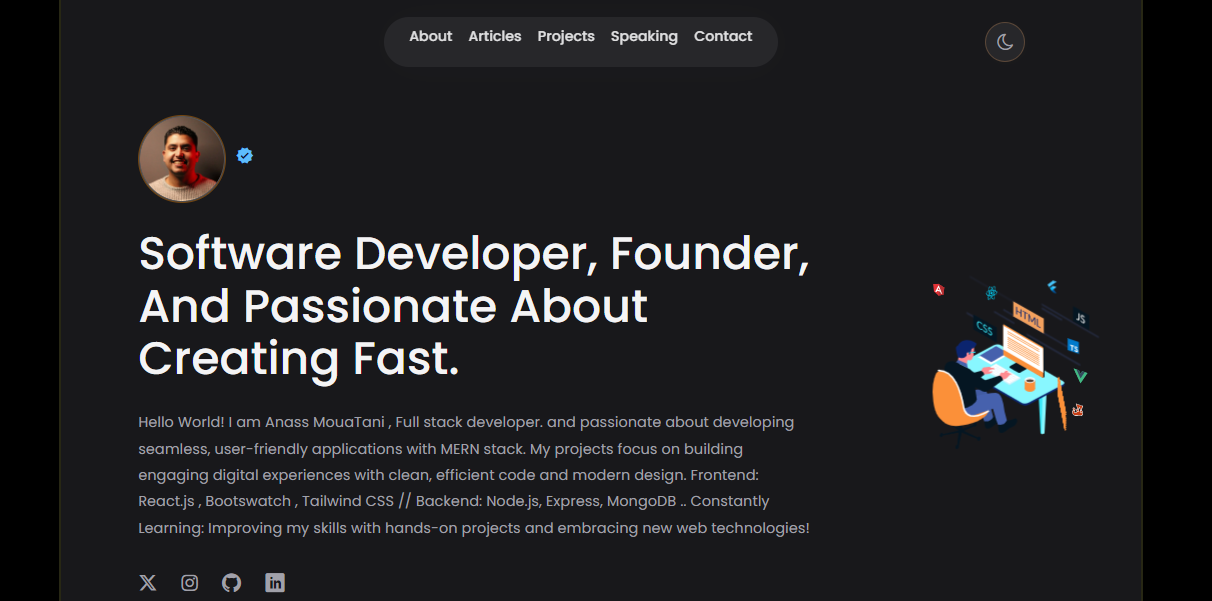 About Articles Projects Speaking Contact
Software Developer, Founder,
And Passionate About
Creating Fast.
Hello World! I am Anass MouaTani , Full stack developer. and passionate about developing
seamless, user-friendly applications with MERN stack. My projects focus on building
engaging digital experiences with clean, efficient code and modern design. Frontend:
React.js , Bootswatch , Tailwind CSS // Backend: Node.js, Express, MongoDB .. Constantly
Learning: Improving my skills with hands-on projects and embracing new web technologies!
A
HTML
JS
CSS
TS
in